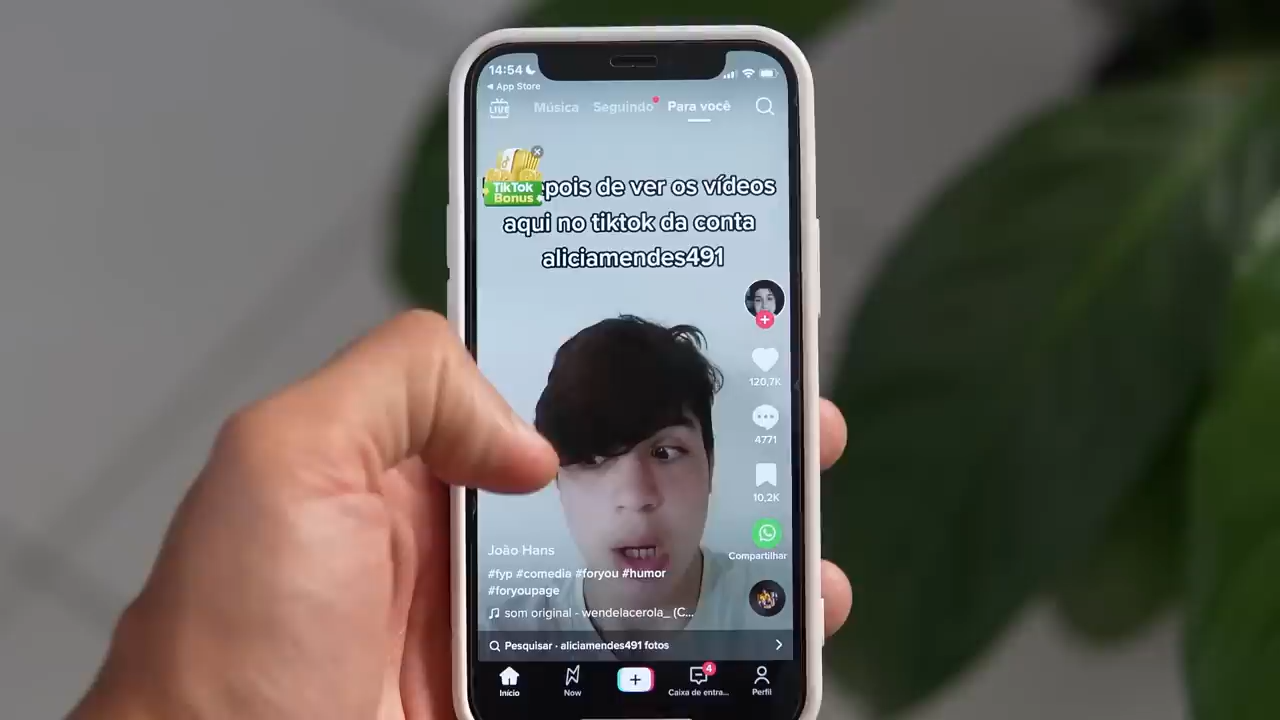 14:54
App Store
LIVE
Música Seguindo Para você
TikTok
Bonus
epois de ver os vídeos
aqui no tiktok da conta
aliciamendes491
120,7K
4771
10,2K
Compartilhar
João Hans
#fyp #comedia #foryou #humor
#foryoupage
som original - wendelacerola_ (C...
Pesquisar · aliciamendes491 fotos
4
Início Now Caixa de entra... Perfil